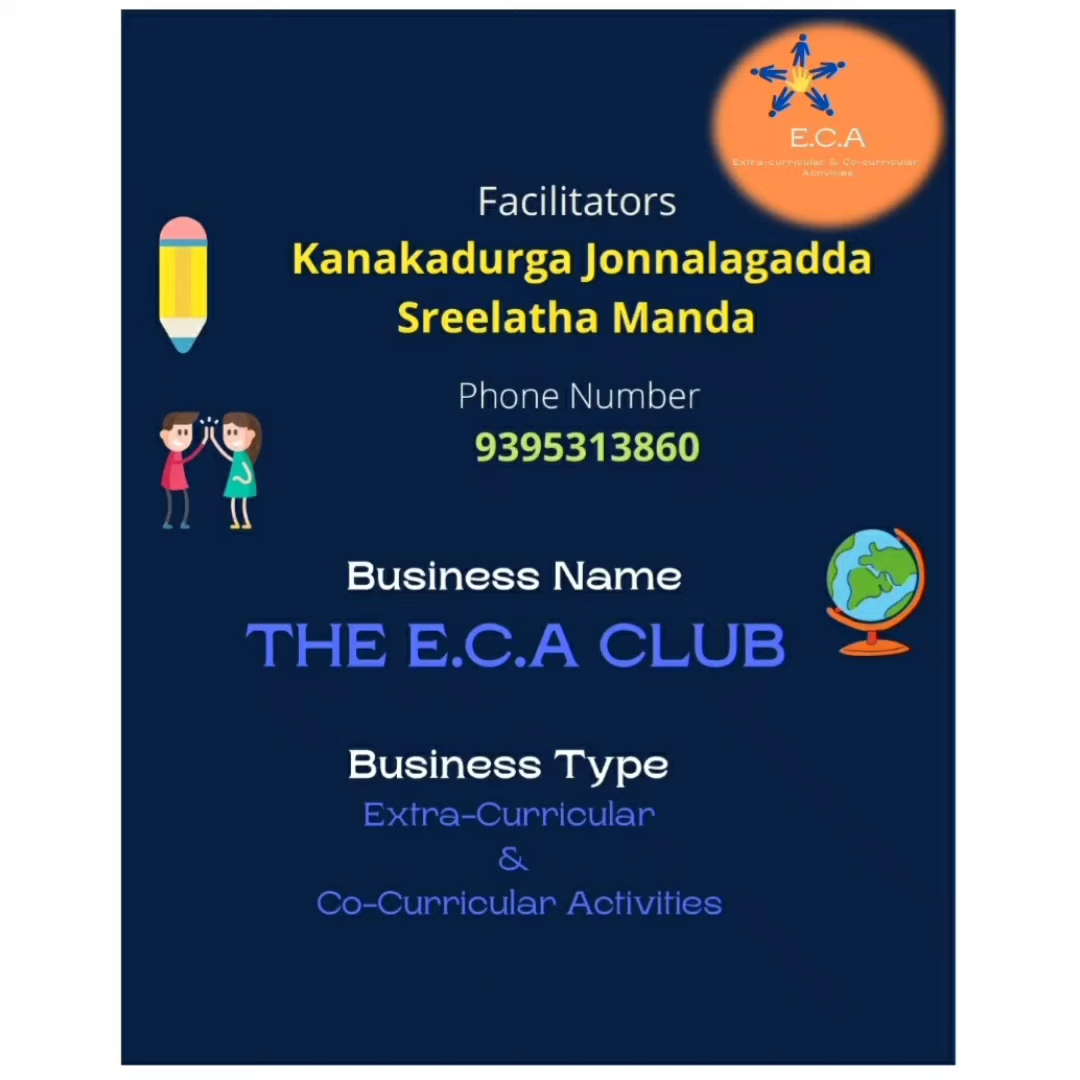 E.C.A
Extra-curricular & Co-curricular
Activities
Facilitators
Kanakadurga Jonnalagadda
Sreelatha Manda
Phone Number
9395313860
Business Name
THE E.C.A CLUB
Business Type
Extra-Curricular
&
Co-Curricular Activities